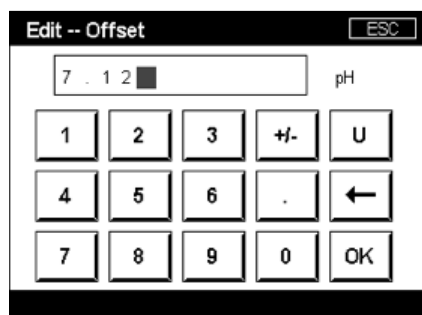 Edit -- Offset ESC
7 . 1 2 pH
1 2 3 +/- U
4 5 6 . ←
7 8 9 0 OK